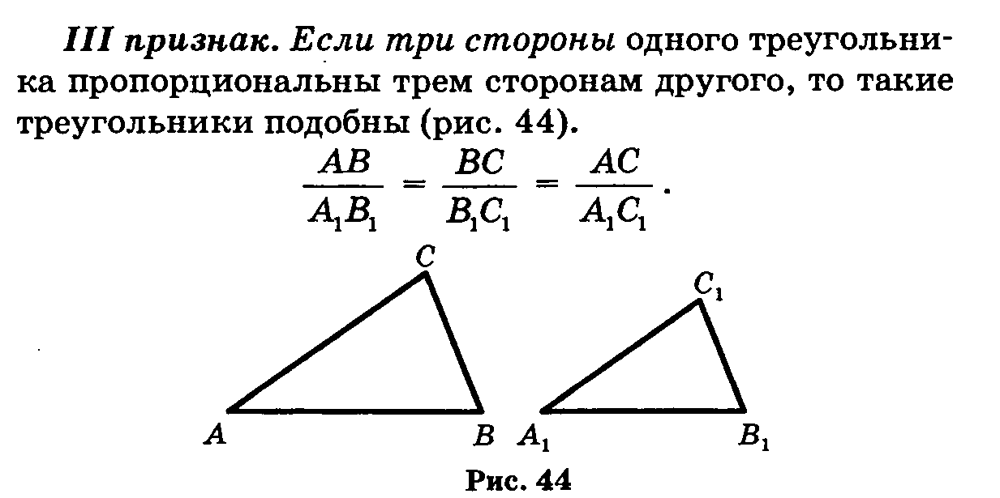 III признак. Если три стороны одного треугольни-
ка пропорциональны трем сторонам другого, то такие
треугольники подобны (рис. 44).
AB/A₁B₁ = BC/B₁C₁ = AC/A₁C₁.
C
C₁
A B A₁ B₁
Рис. 44